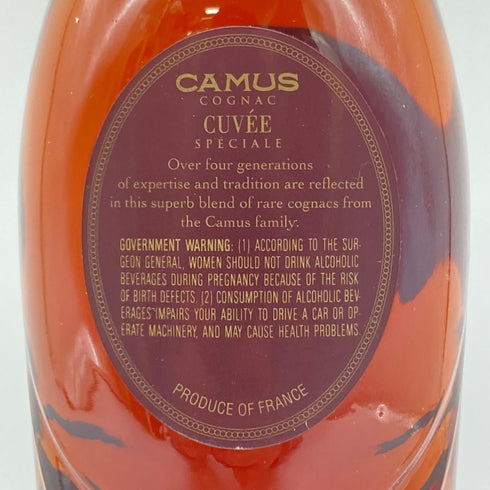 CAMUS
COGNAC
CUVÉE
SPÉCIALE
Over four generations
of expertise and tradition are reflected
in this superb blend of rare cognacs from
the Camus family.
GOVERNMENT WARNING: (1) ACCORDING TO THE SUR-
GEON GENERAL, WOMEN SHOULD NOT DRINK ALCOHOLIC
BEVERAGES DURING PREGNANCY BECAUSE OF THE RISK
OF BIRTH DEFECTS. (2) CONSUMPTION OF ALCOHOLIC BEV-
ERAGES IMPAIRS YOUR ABILITY TO DRIVE A CAR OR OP-
ERATE MACHINERY, AND MAY CAUSE HEALTH PROBLEMS.
PRODUCE OF FRANCE